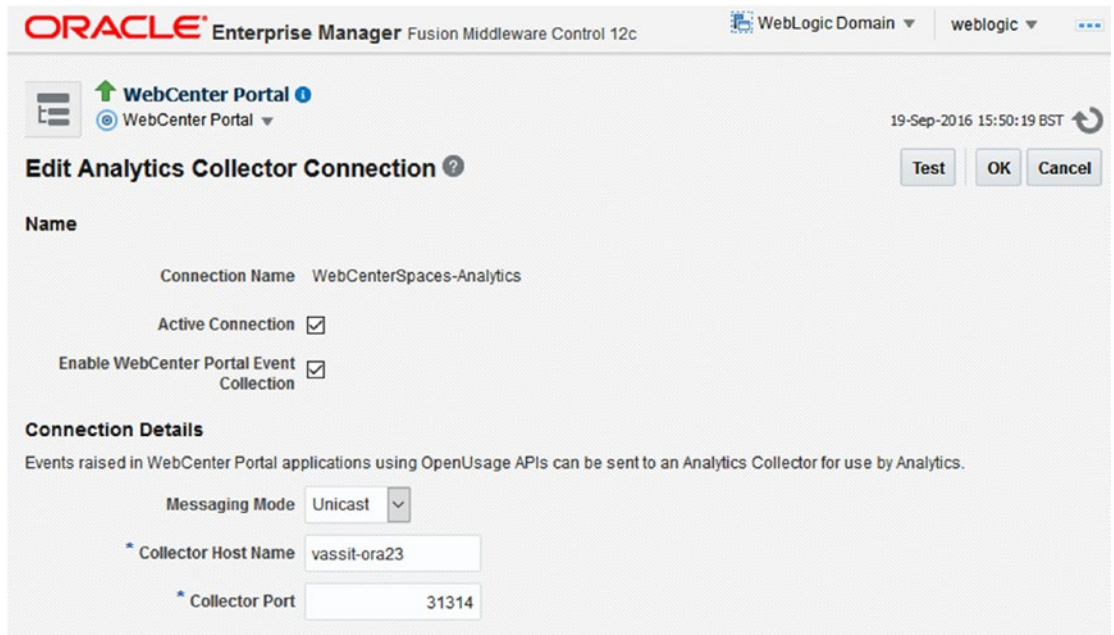 ORACLE Enterprise Manager Fusion Middleware Control 12c WebLogic Domain weblogic
WebCenter Portal
WebCenter Portal
19-Sep-2016 15:50:19 BST
Edit Analytics Collector Connection Test OK Cancel
Name
Connection Name WebCenterSpaces-Analytics
Active Connection
Enable WebCenter Portal Event
Collection
Connection Details
Events raised in WebCenter Portal applications using OpenUsage APIs can be sent to an Analytics Collector for use by Analytics.
Messaging Mode Unicast
* Collector Host Name vassit-ora23
* Collector Port 31314